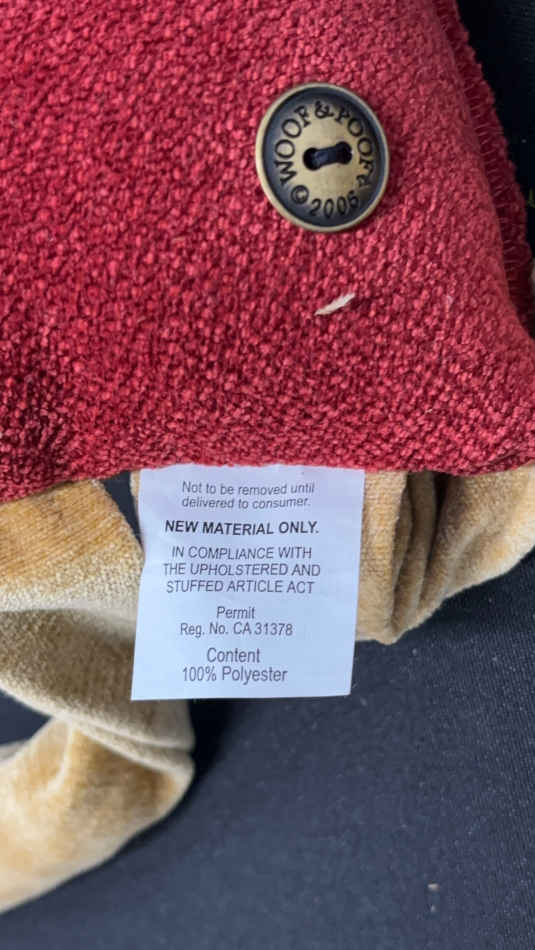 WOOF & POOF
© 2006
Not to be removed until
delivered to consumer.
NEW MATERIAL ONLY.
IN COMPLIANCE WITH
THE UPHOLSTERED AND
STUFFED ARTICLE ACT
Permit
Reg. No. CA 31378
Content
100% Polyester